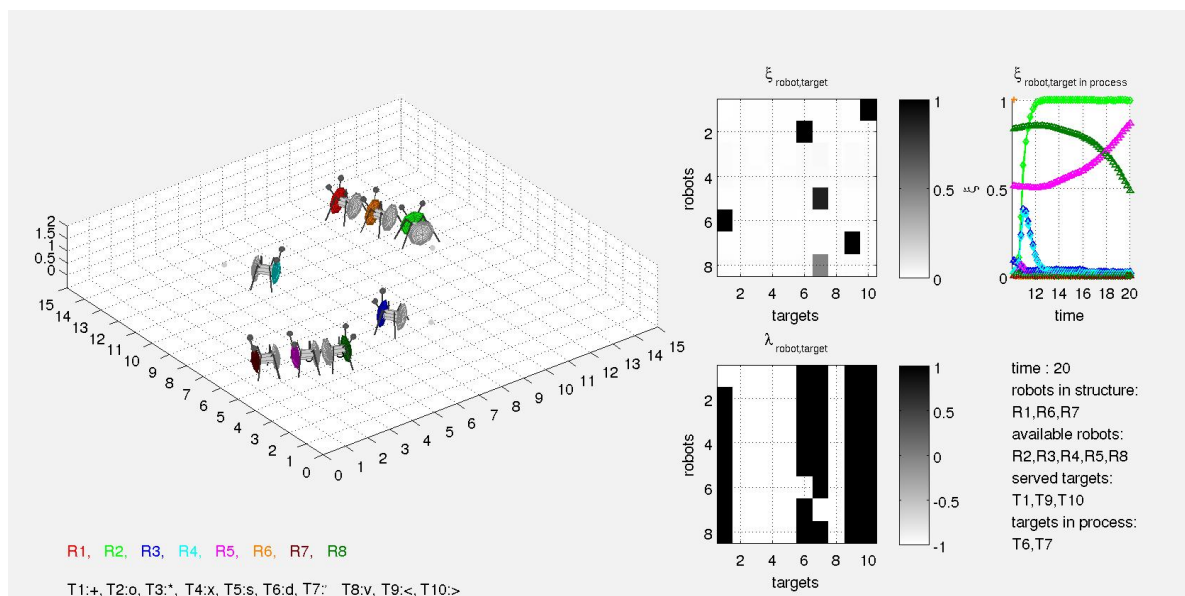 ξ robot,target
ξ robot,target in process
1
0.5
0
2
4
6
8
robots
2 4 6 8 10
targets
1
0.5
0
ξ
12 14 16 18 20
time
2
1.5
1
0.5
0
15
14
13
12
11
10
9
8
7
6
5
4
3
2
1
0
0
1
2
3
4
5
6
7
8
9
10
11
12
13
14
15
λ robot,target
2
4
6
8
robots
2 4 6 8 10
targets
1
0.5
0
-0.5
-1
time : 20
robots in structure:
R1,R6,R7
available robots:
R2,R3,R4,R5,R8
served targets:
T1,T9,T10
targets in process:
T6,T7
R1, R2, R3, R4, R5, R6, R7, R8
T1:+, T2:o, T3:*, T4:x, T5:s, T6:d, T7:' T8:v, T9:<, T10:>